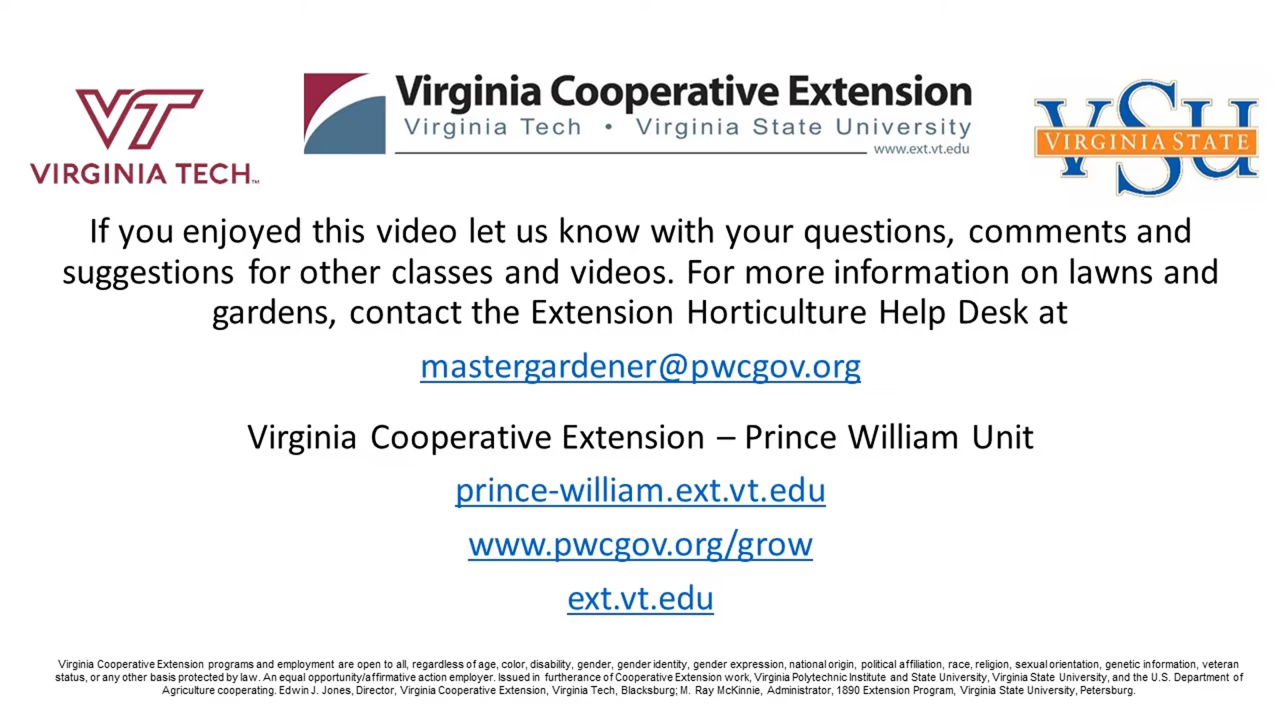 VT
VIRGINIA TECH™
Virginia Cooperative Extension
Virginia Tech • Virginia State University
www.ext.vt.edu
VSU
VIRGINIA STATE
If you enjoyed this video let us know with your questions, comments and
suggestions for other classes and videos. For more information on lawns and
gardens, contact the Extension Horticulture Help Desk at
mastergardener@pwcgov.org
Virginia Cooperative Extension – Prince William Unit
prince-william.ext.vt.edu
www.pwcgov.org/grow
ext.vt.edu
Virginia Cooperative Extension programs and employment are open to all, regardless of age, color, disability, gender, gender identity, gender expression, national origin, political affiliation, race, religion, sexual orientation, genetic information, veteran
status, or any other basis protected by law. An equal opportunity/affirmative action employer. Issued in furtherance of Cooperative Extension work, Virginia Polytechnic Institute and State University, Virginia State University, and the U.S. Department of
Agriculture cooperating. Edwin J. Jones, Director, Virginia Cooperative Extension, Virginia Tech, Blacksburg; M. Ray McKinnie, Administrator, 1890 Extension Program, Virginia State University, Petersburg.